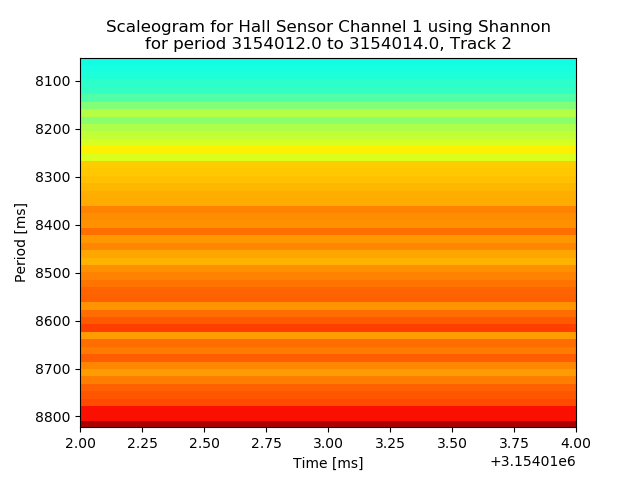 Scaleogram for Hall Sensor Channel 1 using Shannon
for period 3154012.0 to 3154014.0, Track 2
Period [ms]
8100
8200
8300
8400
8500
8600
8700
8800
2.00 2.25 2.50 2.75 3.00 3.25 3.50 3.75 4.00
Time [ms]
+3.15401e6